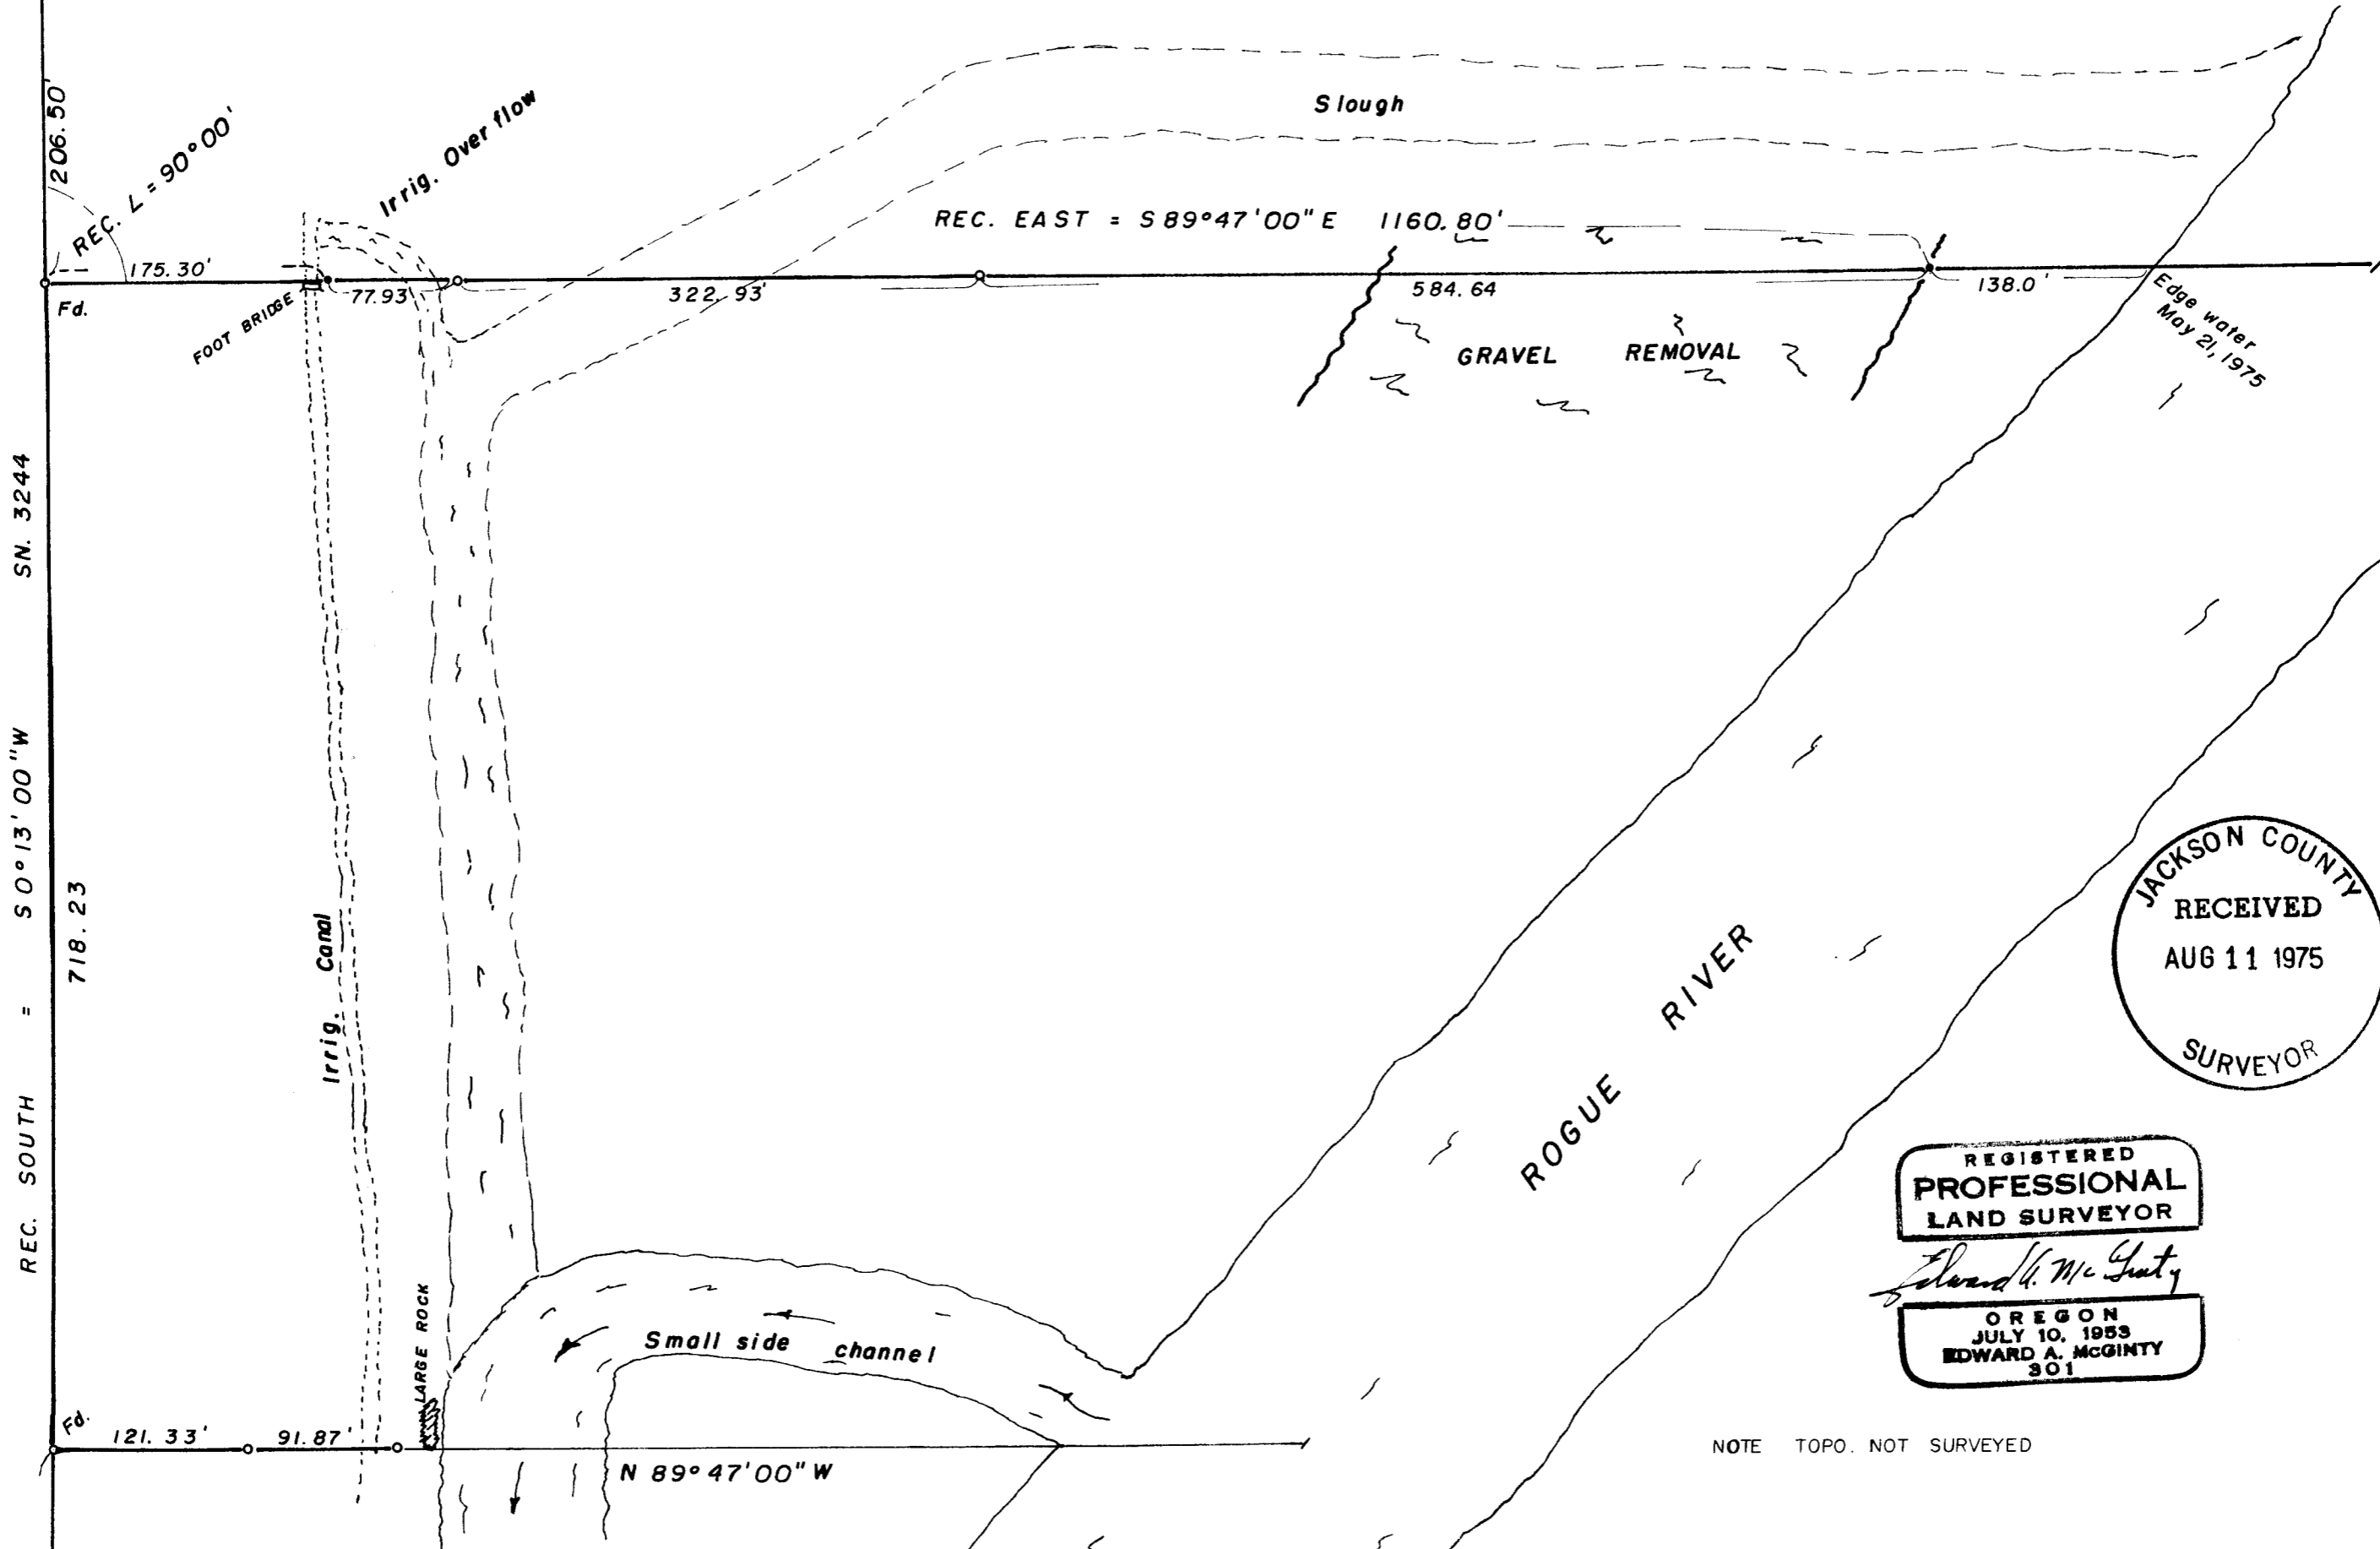 206.50'
REC. L = 90°00'
Irrig. Overflow
Slough
REC. EAST = S 89°47'00" E 1160.80'
175.30'
77.93
322.93'
584.64
138.0'
Fd.
FOOT BRIDGE
Edge water
May 21, 1975
GRAVEL REMOVAL
REC. SOUTH = S 0°13'00" W SN. 3244
718.23
Irrig. Canal
ROGUE RIVER
JACKSON COUNTY
RECEIVED
AUG 11 1975
SURVEYOR
REGISTERED
PROFESSIONAL
LAND SURVEYOR
Edward A. McGinty
OREGON
JULY 10, 1953
EDWARD A. McGINTY
301
LARGE ROCK
Small side channel
Fd.
121.33'
91.87'
N 89°47'00" W
NOTE TOPO. NOT SURVEYED